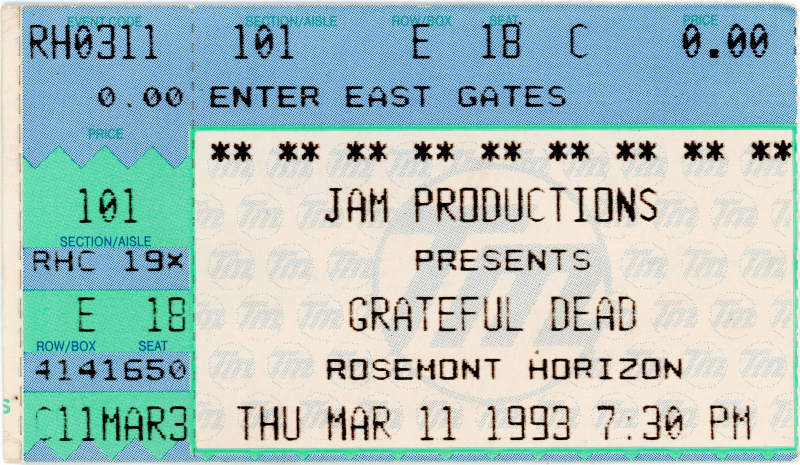 EVENT CODE SECTION/AISLE ROW/BOX SEAT PRICE
RH0311 101 E 18 C 0.00
0.00 ENTER EAST GATES
PRICE
** ** ** ** ** ** ** ** **
101
SECTION/AISLE
RHC 19×
E 18
ROW/BOX SEAT
4141650
C11MAR3
JAM PRODUCTIONS
PRESENTS
GRATEFUL DEAD
ROSEMONT HORIZON
THU MAR 11 1993 7:30 PM